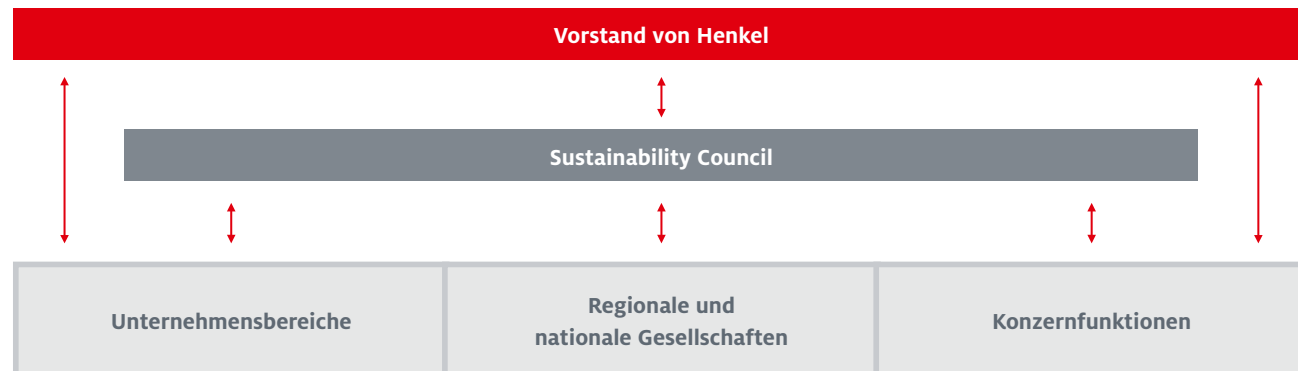 Vorstand von Henkel
Sustainability Council
Unternehmensbereiche
Regionale und
nationale Gesellschaften
Konzernfunktionen